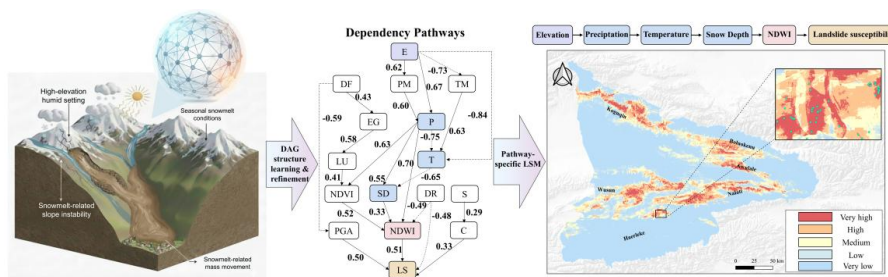 High-elevation
humid setting
Seasonal snowmelt
conditions
Snowmelt-related
slope instability
Snowmelt-related
mass movement
DAG
structure
learning &
refinement
Dependency Pathways
E
0.62
-0.73
DF
PM
0.67
TM
0.43
-0.59
0.60
-0.84
EG
P
0.58
0.63
-0.75
0.63
LU
T
0.41
0.70
0.55
-0.65
NDVI
SD
DR
S
0.52
0.33
-0.49
-0.48
0.29
PGA
NDWI
C
0.50
0.51
0.33
LS
Pathway-
specific LSM
Elevation
Preciptation
Temperature
Snow Depth
NDWI
Landslide susceptibil
Keguqin
Boluokenu
Awulale
Wusun
Nalati
Haerheke
0 25 50 km
Very high
High
Medium
Low
Very low